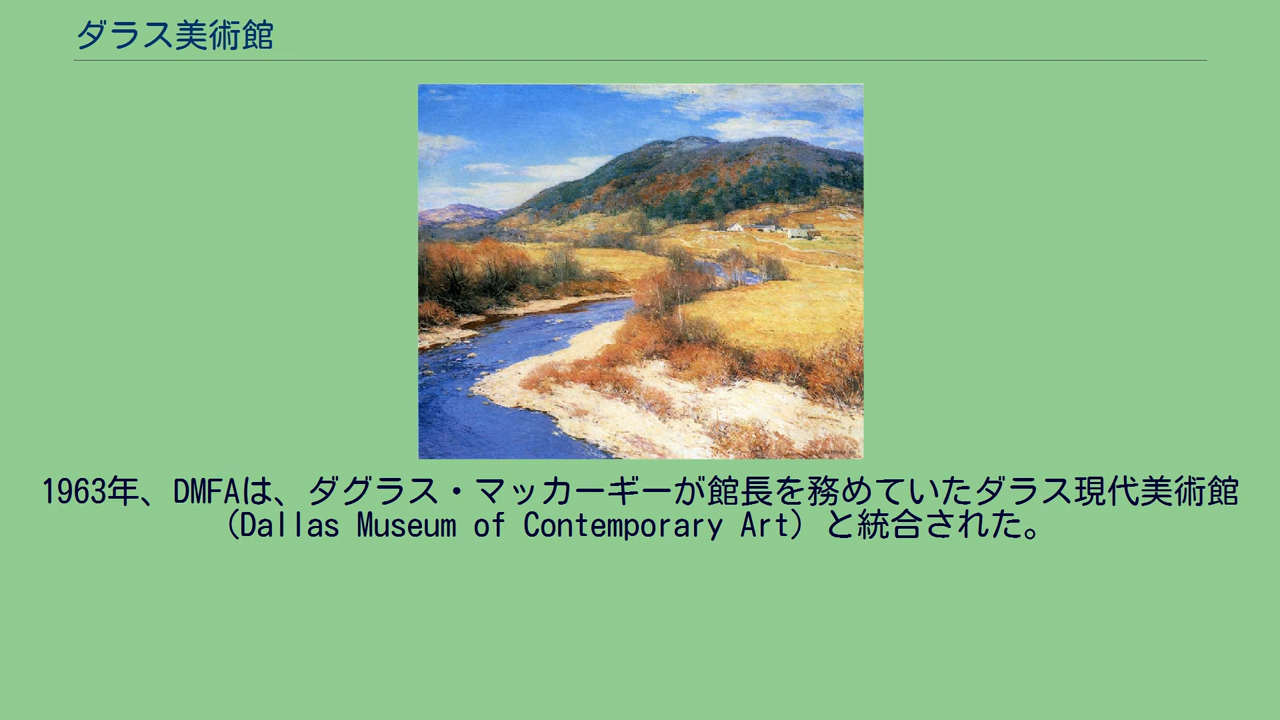 ダラス美術館
1963年、DMFAは、ダグラス・マッカーギーが館長を務めていたダラス現代美術館
（Dallas Museum of Contemporary Art）と統合された。